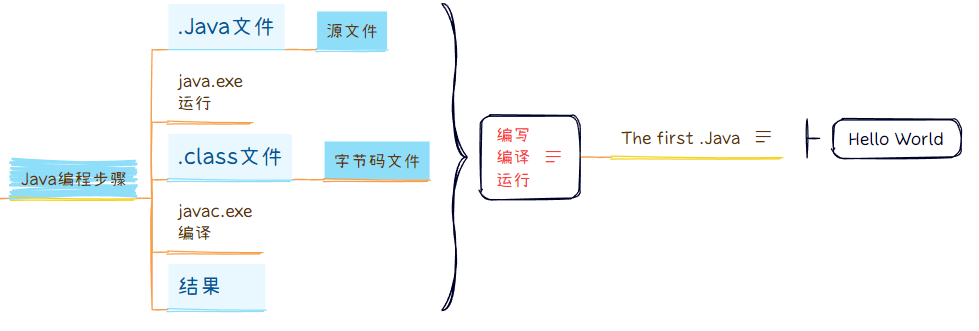 Java编程步骤
.Java文件
源文件
java.exe
运行
.class文件
字节码文件
javac.exe
编译
结果
编写
编译
运行
The first .Java
Hello World